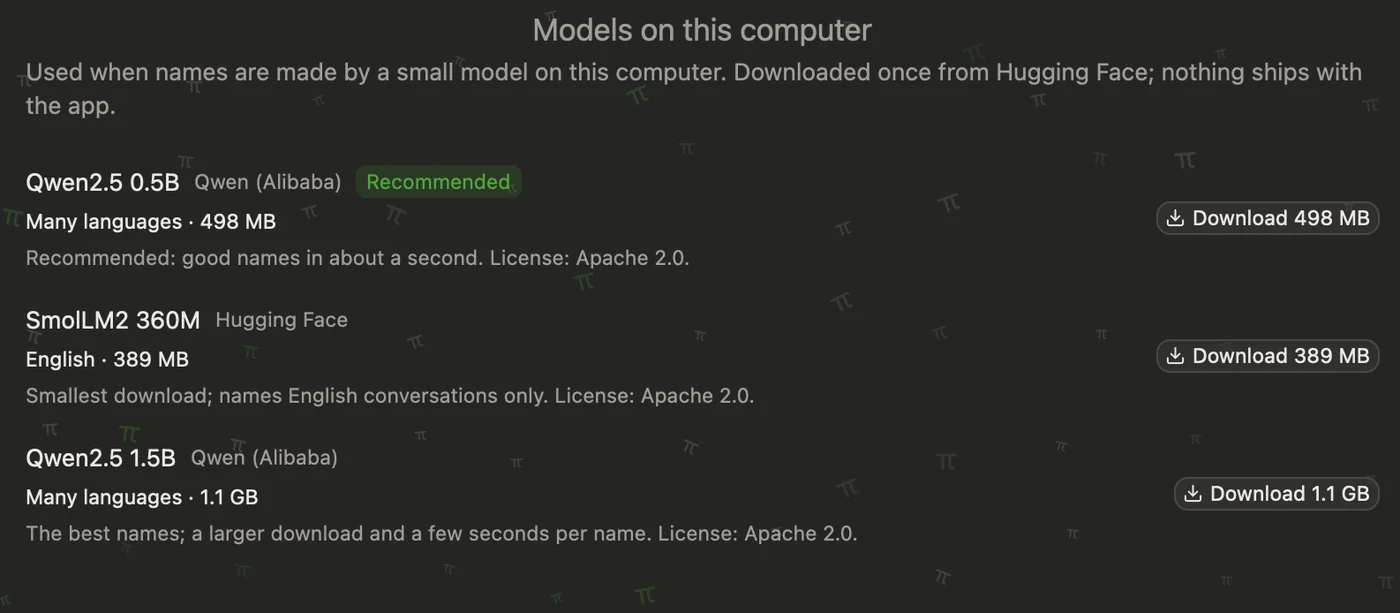 Models on this computer
Used when names are made by a small model on this computer. Downloaded once from Hugging Face; nothing ships with
the app.
Qwen2.5 0.5B Qwen (Alibaba) Recommended
Many languages · 498 MB
Download 498 MB
Recommended: good names in about a second. License: Apache 2.0.
SmolLM2 360M Hugging Face
English · 389 MB
Download 389 MB
Smallest download; names English conversations only. License: Apache 2.0.
Qwen2.5 1.5B Qwen (Alibaba)
Many languages · 1.1 GB
Download 1.1 GB
The best names; a larger download and a few seconds per name. License: Apache 2.0.